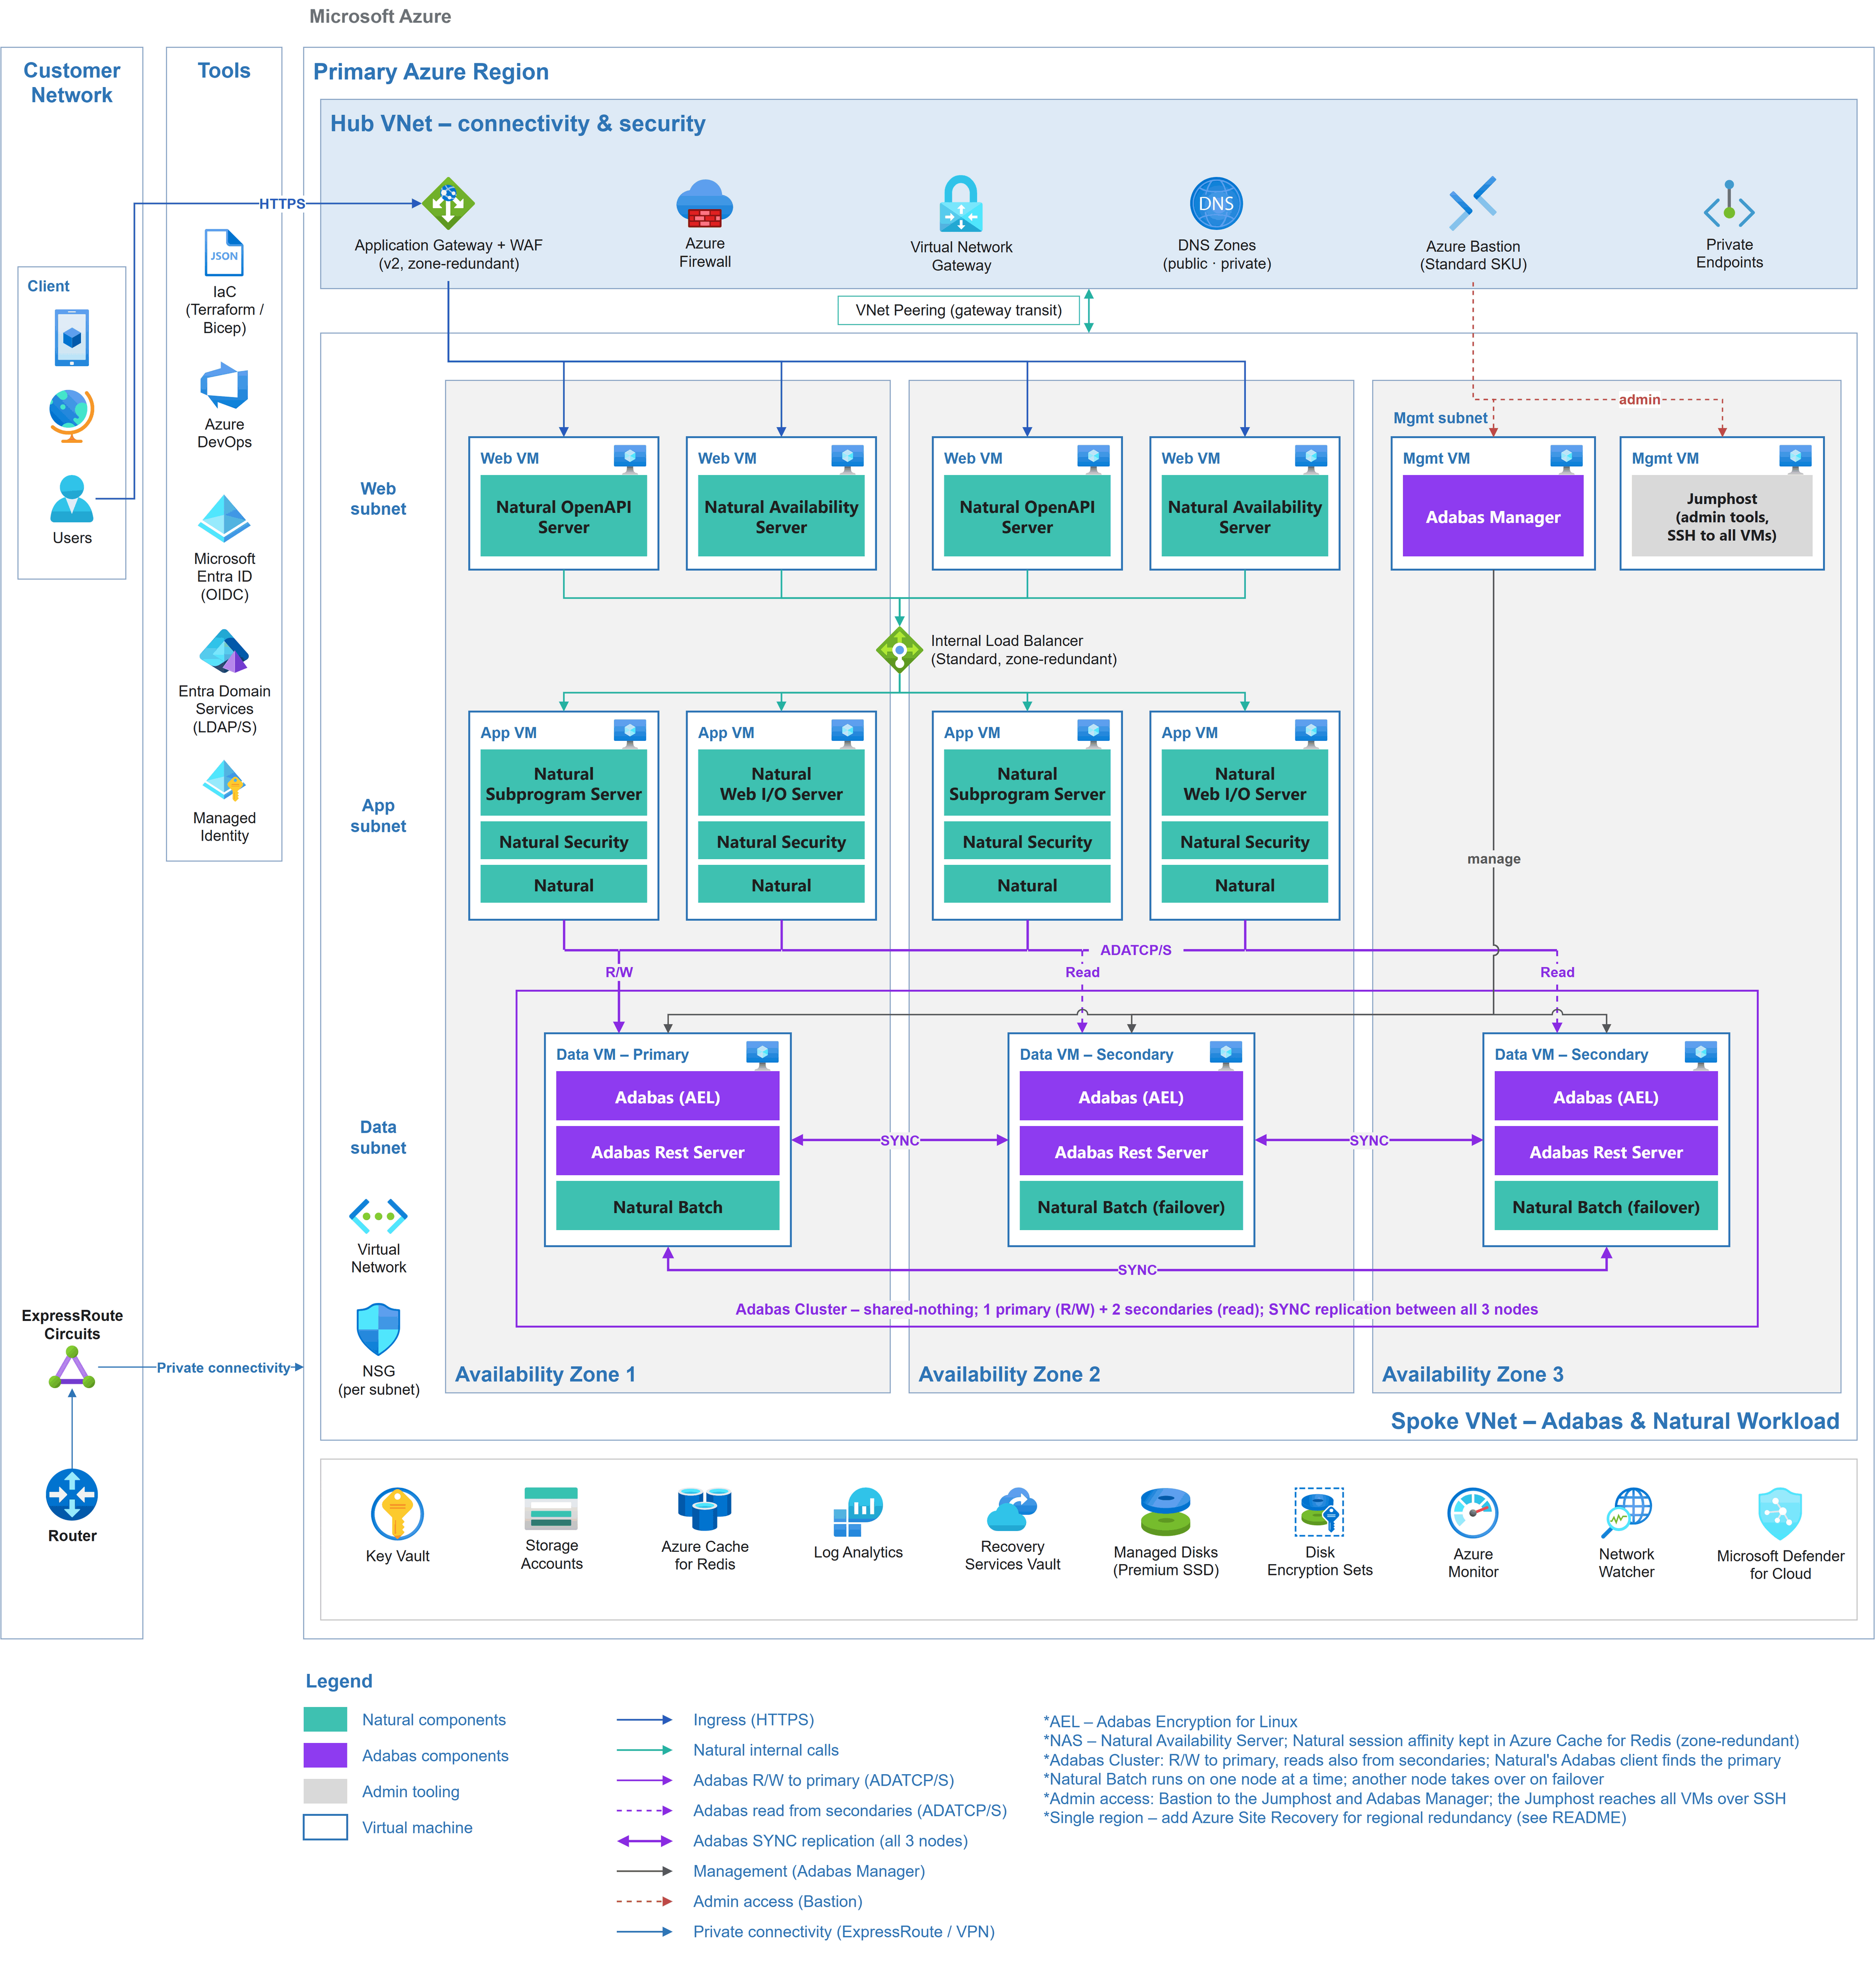 Microsoft Azure
Customer
Network
Tools
Primary Azure Region
Hub VNet – connectivity & security
HTTPS
Application Gateway + WAF
(v2, zone-redundant)
Azure
Firewall
Virtual Network
Gateway
DNS
DNS Zones
(public · private)
Azure Bastion
(Standard SKU)
Private
Endpoints
Client
Users
JSON
IaC
(Terraform /
Bicep)
Azure
DevOps
Microsoft
Entra ID
(OIDC)
Entra Domain
Services
(LDAP/S)
Managed
Identity
VNet Peering (gateway transit)
admin
Mgmt subnet
Web
subnet
Web VM
Natural OpenAPI
Server
Web VM
Natural Availability
Server
Web VM
Natural OpenAPI
Server
Web VM
Natural Availability
Server
Mgmt VM
Adabas Manager
Mgmt VM
Jumphost
(admin tools,
SSH to all VMs)
Internal Load Balancer
(Standard, zone-redundant)
App
subnet
App VM
Natural
Subprogram Server
Natural Security
Natural
App VM
Natural
Web I/O Server
Natural Security
Natural
App VM
Natural
Subprogram Server
Natural Security
Natural
App VM
Natural
Web I/O Server
Natural Security
Natural
manage
ADATCP/S
R/W
Read
Read
Data
subnet
Data VM – Primary
Adabas (AEL)
Adabas Rest Server
Natural Batch
SYNC
Data VM – Secondary
Adabas (AEL)
Adabas Rest Server
Natural Batch (failover)
SYNC
Data VM – Secondary
Adabas (AEL)
Adabas Rest Server
Natural Batch (failover)
SYNC
Adabas Cluster – shared-nothing; 1 primary (R/W) + 2 secondaries (read); SYNC replication between all 3 nodes
Virtual
Network
NSG
(per subnet)
Availability Zone 1
Availability Zone 2
Availability Zone 3
Spoke VNet – Adabas & Natural Workload
ExpressRoute
Circuits
Private connectivity
Router
Key Vault
Storage
Accounts
Azure Cache
for Redis
Log Analytics
Recovery
Services Vault
Managed Disks
(Premium SSD)
Disk
Encryption Sets
Azure
Monitor
Network
Watcher
Microsoft Defender
for Cloud
Legend
Natural components
Adabas components
Admin tooling
Virtual machine
Ingress (HTTPS)
Natural internal calls
Adabas R/W to primary (ADATCP/S)
Adabas read from secondaries (ADATCP/S)
Adabas SYNC replication (all 3 nodes)
Management (Adabas Manager)
Admin access (Bastion)
Private connectivity (ExpressRoute / VPN)
*AEL – Adabas Encryption for Linux
*NAS – Natural Availability Server; Natural session affinity kept in Azure Cache for Redis (zone-redundant)
*Adabas Cluster: R/W to primary, reads also from secondaries; Natural's Adabas client finds the primary
*Natural Batch runs on one node at a time; another node takes over on failover
*Admin access: Bastion to the Jumphost and Adabas Manager; the Jumphost reaches all VMs over SSH
*Single region – add Azure Site Recovery for regional redundancy (see README)